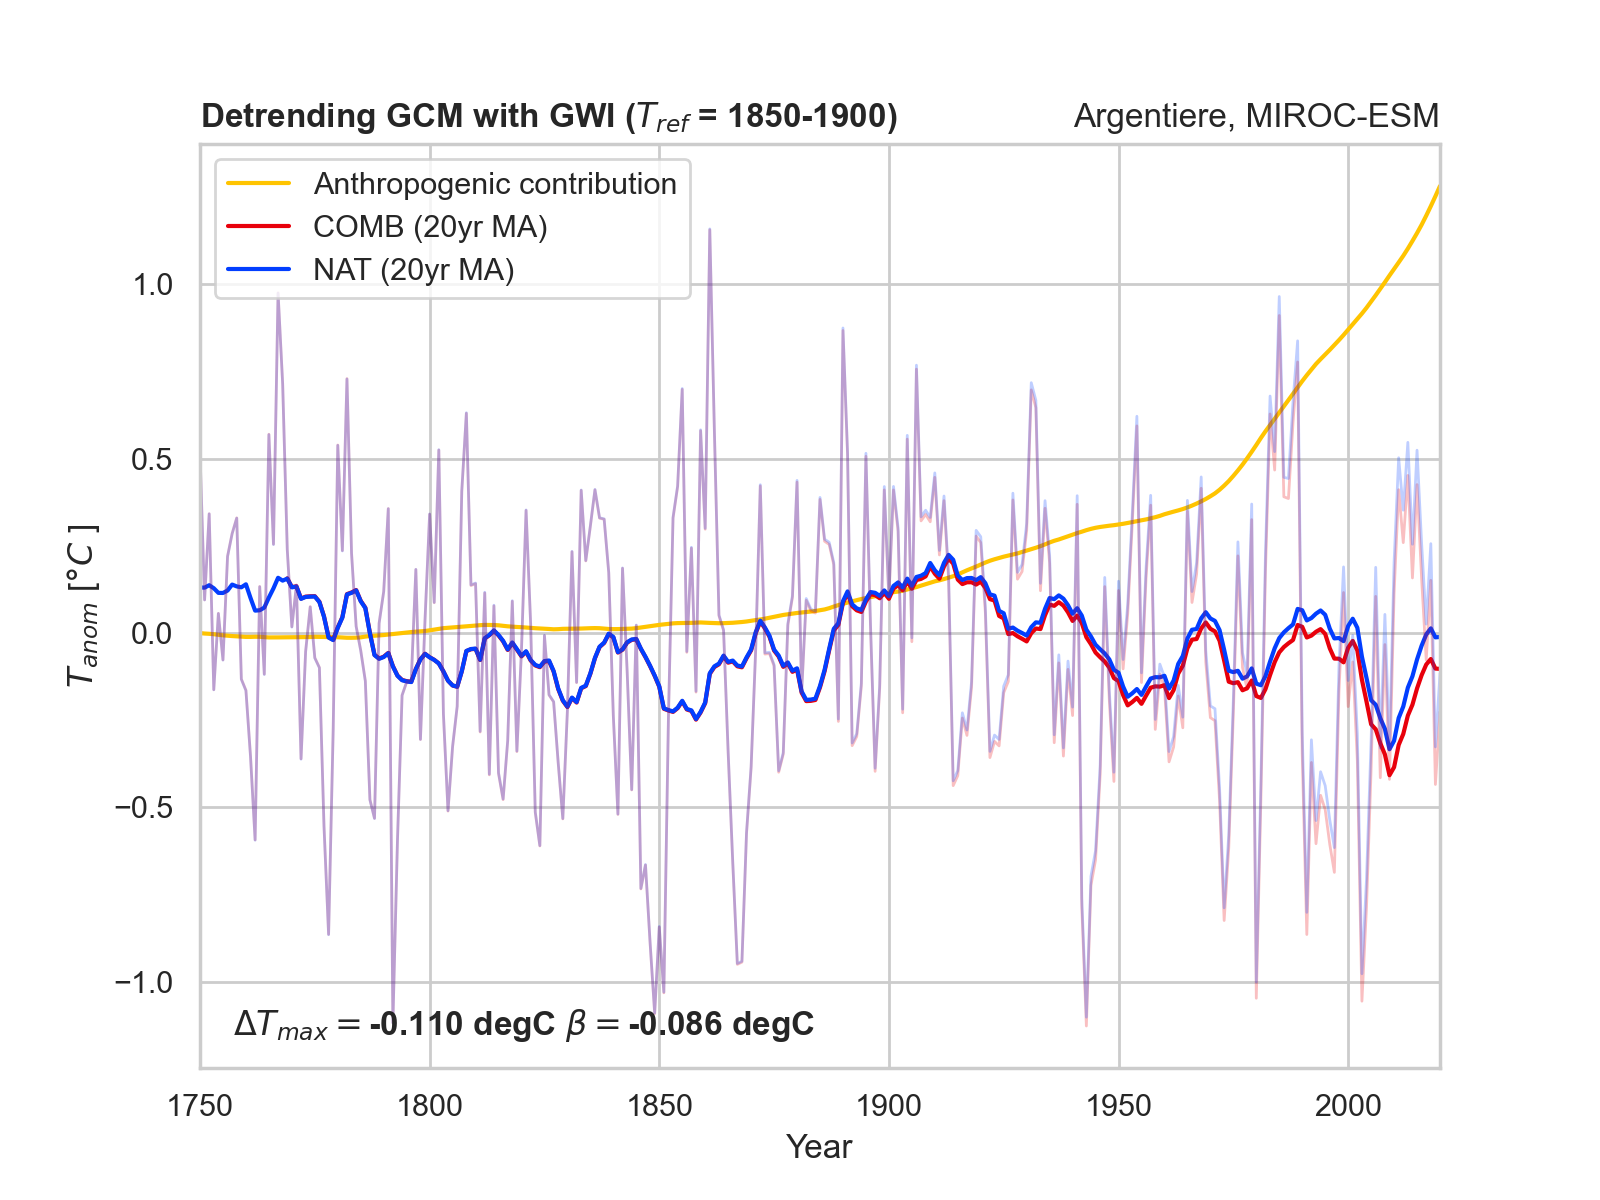 Detrending GCM with GWI (T_ref = 1850-1900)
Argentiere, MIROC-ESM
Anthropogenic contribution
COMB (20yr MA)
NAT (20yr MA)
1.0
0.5
0.0
−0.5
−1.0
T_anom [°C ]
ΔT_max = -0.110 degC β = -0.086 degC
1750 1800 1850 1900 1950 2000
Year